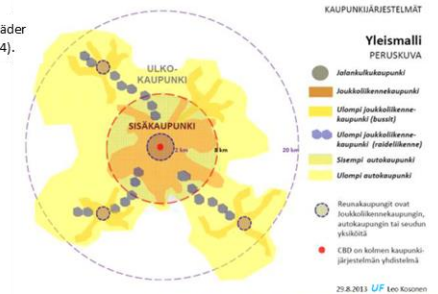 äder
4).
KAUPUNKIJÄRJESTELMÄT
Yleismalli
PERUSKUVA
Jalankulkukaupunki
Joukkoliikennekaupunki
Ulompi joukkoliikenne-
kaupunki (bussit)
Ulompi joukkoliikenne-
kaupunki (raideliikenne)
Sisempi autokaupunki
Ulompi autokaupunki
Reunakaupungit ovat
Joukkoliikennekaupungin,
autokaupungin tai seudun
yksiköitä
CBD on kolmen kaupunki-
järjestelmän yhdistelmä
29.8.2013 UF Leo Kosonen
ULKO-
KAUPUNKI
SISÄKAUPUNKI
2 km
8 km
20 km